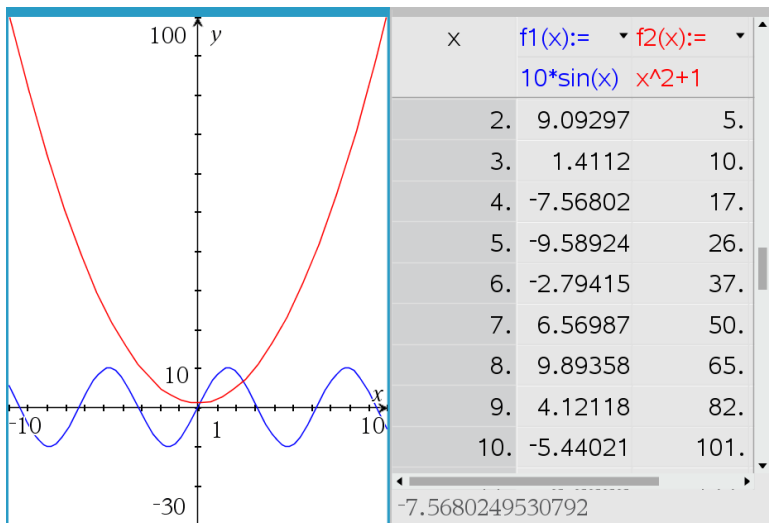 100 y
10
x
-10 1 10
-30
x f1(x):= f2(x):=
10*sin(x) x^2+1
2. 9.09297 5.
3. 1.4112 10.
4. -7.56802 17.
5. -9.58924 26.
6. -2.79415 37.
7. 6.56987 50.
8. 9.89358 65.
9. 4.12118 82.
10. -5.44021 101.
-7.5680249530792